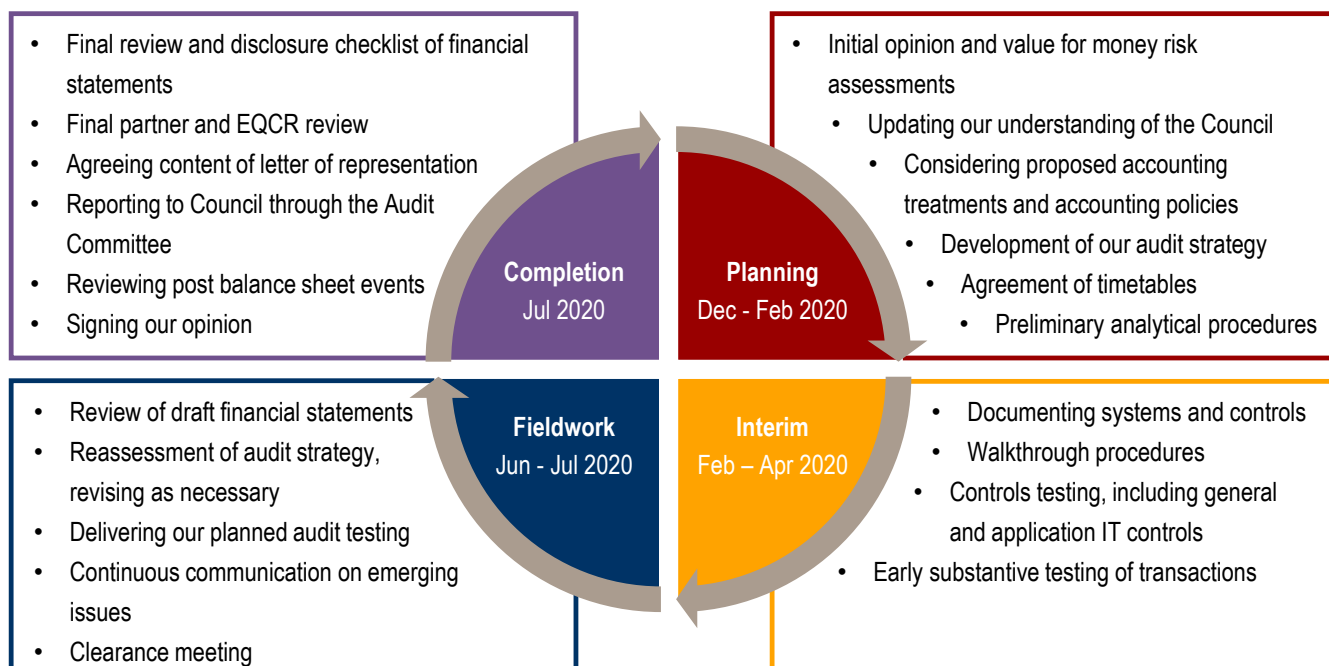 • Final review and disclosure checklist of financial
statements
• Final partner and EQCR review
• Agreeing content of letter of representation
• Reporting to Council through the Audit
Committee
• Reviewing post balance sheet events
• Signing our opinion
Completion
Jul 2020
• Initial opinion and value for money risk
assessments
• Updating our understanding of the Council
• Considering proposed accounting
treatments and accounting policies
• Development of our audit strategy
• Agreement of timetables
• Preliminary analytical procedures
Planning
Dec - Feb 2020
• Review of draft financial statements
• Reassessment of audit strategy,
revising as necessary
• Delivering our planned audit testing
• Continuous communication on emerging
issues
• Clearance meeting
Fieldwork
Jun - Jul 2020
Interim
Feb – Apr 2020
• Documenting systems and controls
• Walkthrough procedures
• Controls testing, including general
and application IT controls
• Early substantive testing of transactions